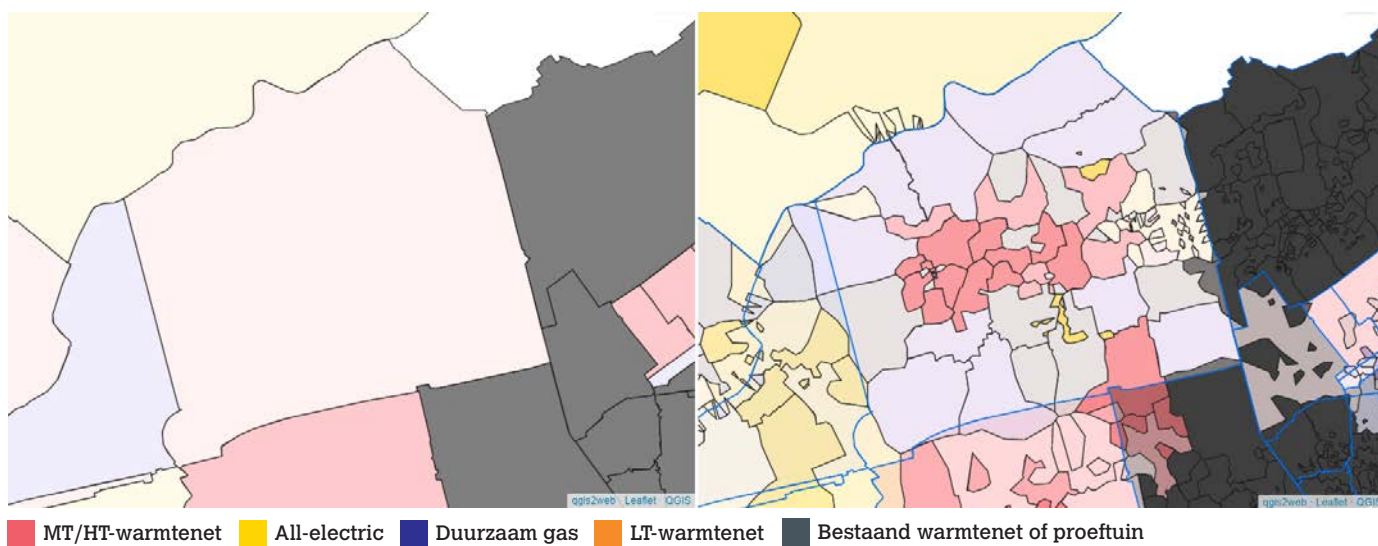 qgis2web · Leaflet · QGIS
qgis2web · Leaflet · QGIS
MT/HT-warmtenet All-electric Duurzaam gas LT-warmtenet Bestaand warmtenet of proeftuin